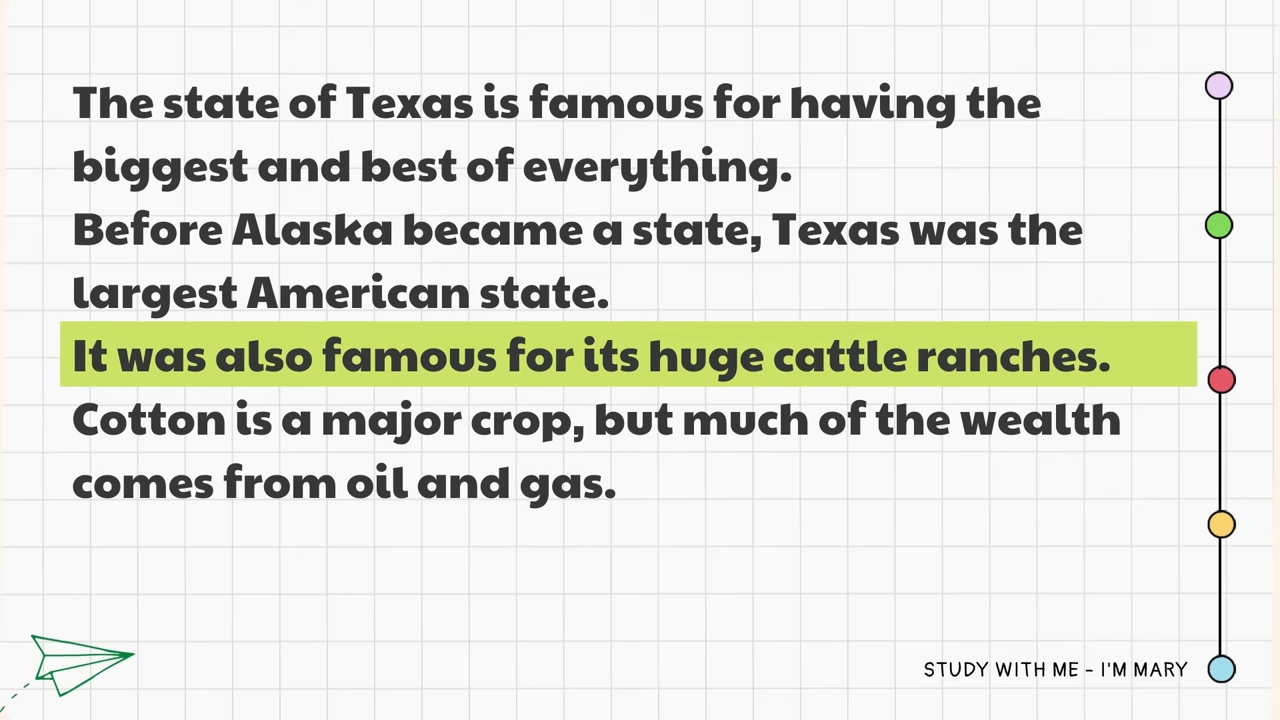 The state of Texas is famous for having the
biggest and best of everything.
Before Alaska became a state, Texas was the
largest American state.
It was also famous for its huge cattle ranches.
Cotton is a major crop, but much of the wealth
comes from oil and gas.
STUDY WITH ME - I'M MARY